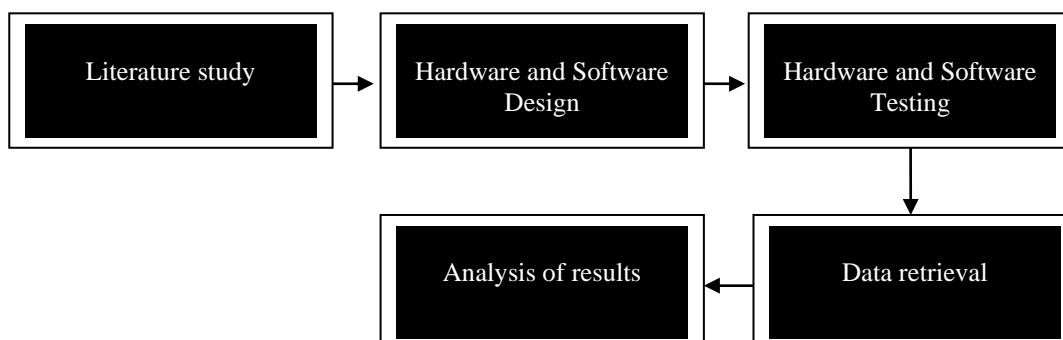 Literature study
Hardware and Software
Design
Hardware and Software
Testing
Data retrieval
Analysis of results